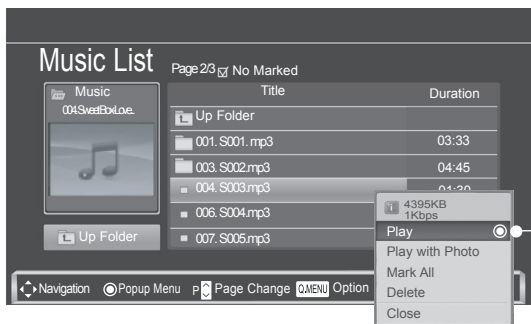 Music List
Page 2/3 No Marked
Music
004.SweetBoxLove..
Up Folder
Title Duration
Up Folder
001. S001. mp3 03:33
003. S002.mp3 04:45
004. S003.mp3 01:30
006. S004.mp3
007. S005.mp3
4395KB
1Kbps
Play
Play with Photo
Mark All
Delete
Close
Navigation Popup Menu P Page Change Q.MENU Option